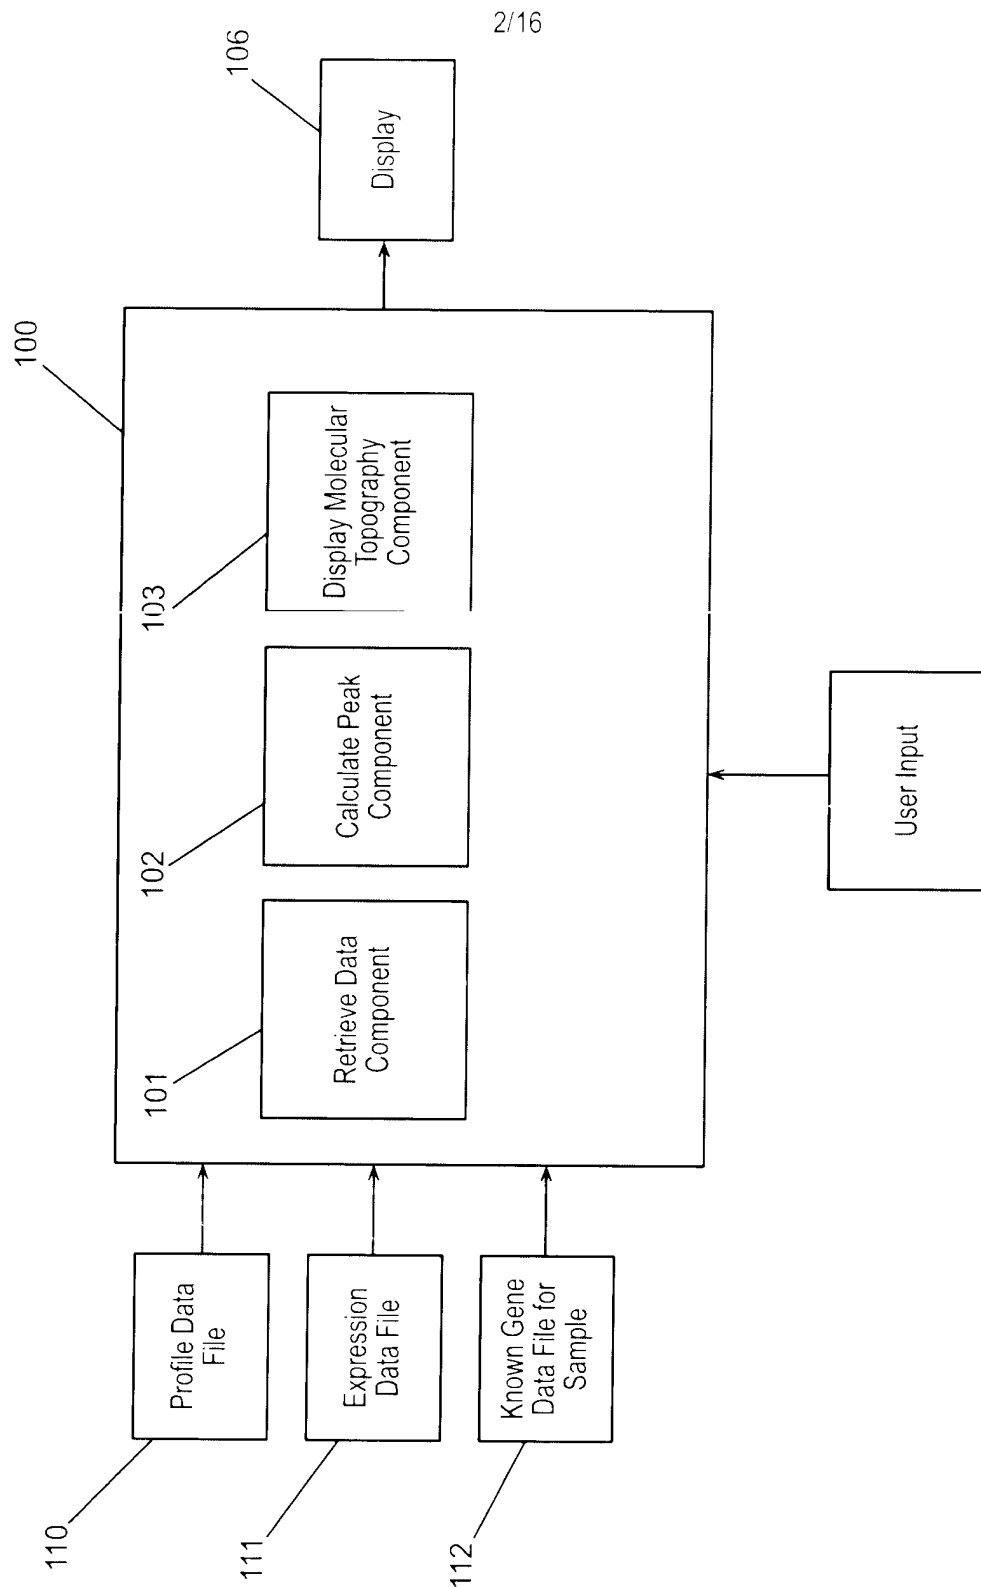 2/16
110
Profile Data
File
111
Expression
Data File
112
Known Gene
Data File for
Sample
100
101
Retrieve Data
Component
102
Calculate Peak
Component
103
Display Molecular
Topography
Component
106
Display
User Input